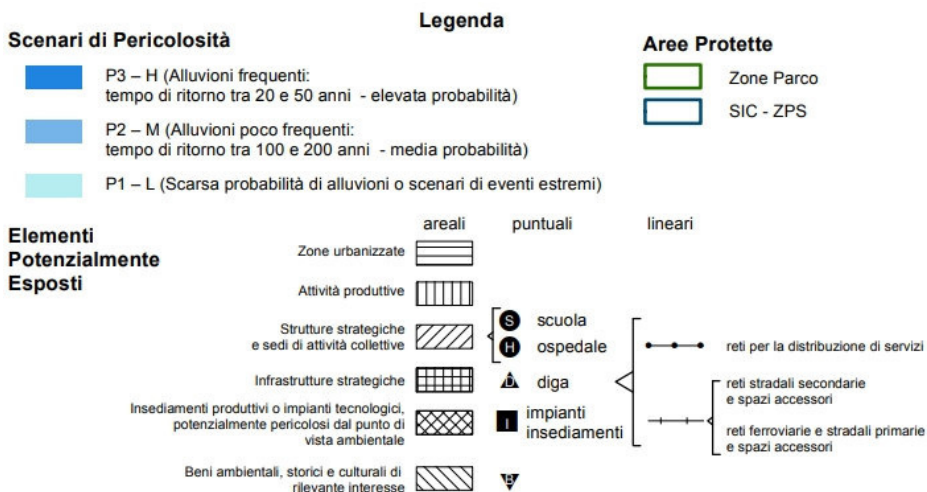 Legenda
Scenari di Pericolosità
P3 – H (Alluvioni frequenti:
tempo di ritorno tra 20 e 50 anni - elevata probabilità)
P2 – M (Alluvioni poco frequenti:
tempo di ritorno tra 100 e 200 anni - media probabilità)
P1 – L (Scarsa probabilità di alluvioni o scenari di eventi estremi)
Aree Protette
Zone Parco
SIC - ZPS
Elementi
Potenzialmente
Esposti
areali
puntuali
lineari
Zone urbanizzate
Attività produttive
Strutture strategiche
e sedi di attività collettive
S scuola
H ospedale
Infrastrutture strategiche
D diga
Insediamenti produttivi o impianti tecnologici,
potenzialmente pericolosi dal punto di
vista ambientale
I impianti
insediamenti
Beni ambientali, storici e culturali di
rilevante interesse
B
reti per la distribuzione di servizi
reti stradali secondarie
e spazi accessori
reti ferroviarie e stradali primarie
e spazi accessori